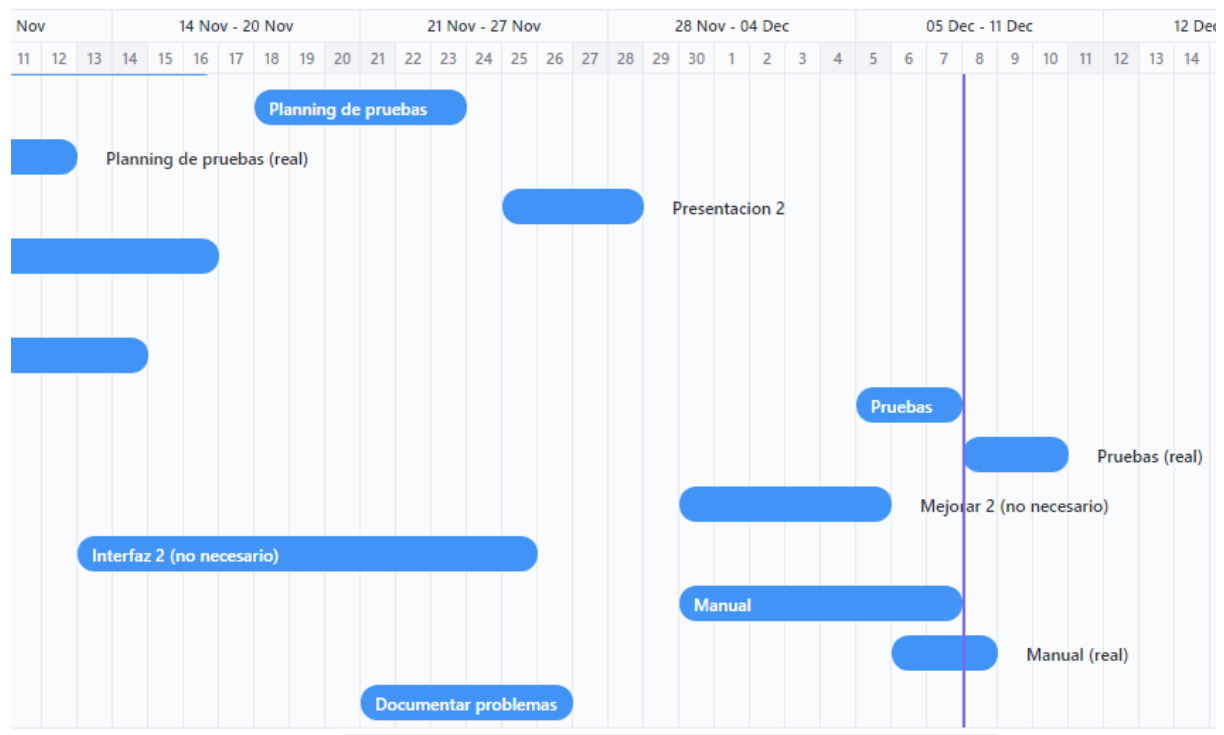 Nov 14 Nov - 20 Nov 21 Nov - 27 Nov 28 Nov - 04 Dec 05 Dec - 11 Dec 12 Dec
11 12 13 14 15 16 17 18 19 20 21 22 23 24 25 26 27 28 29 30 1 2 3 4 5 6 7 8 9 10 11 12 13 14
Planning de pruebas
Planning de pruebas (real)
Presentacion 2
Pruebas
Pruebas (real)
Mejorar 2 (no necesario)
Interfaz 2 (no necesario)
Manual
Manual (real)
Documentar problemas